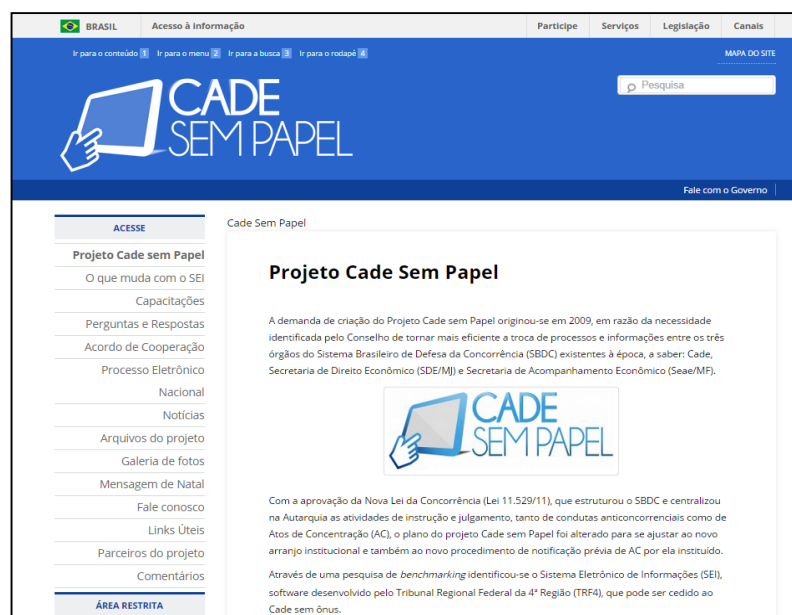 BRASIL Acesso à informação Participe Serviços Legislação Canais
Ir para o conteúdo 1 Ir para o menu 2 Ir para a busca 3 Ir para o rodapé 4 MAPA DO SITE
Pesquisa
CADE
SEM PAPEL
Fale com o Governo
ACESSE
Projeto Cade sem Papel
O que muda com o SEI
Capacitações
Perguntas e Respostas
Acordo de Cooperação
Processo Eletrônico
Nacional
Notícias
Arquivos do projeto
Galeria de fotos
Mensagem de Natal
Fale conosco
Links Úteis
Parceiros do projeto
Comentários
ÁREA RESTRITA
Cade Sem Papel
Projeto Cade Sem Papel
A demanda de criação do Projeto Cade sem Papel originou-se em 2009, em razão da necessidade
identificada pelo Conselho de tornar mais eficiente a troca de processos e informações entre os três
órgãos do Sistema Brasileiro de Defesa da Concorrência (SBDC) existentes à época, a saber: Cade,
Secretaria de Direito Econômico (SDE/MJ) e Secretaria de Acompanhamento Econômico (Seae/MF).
CADE
SEM PAPEL
Com a aprovação da Nova Lei da Concorrência (Lei 11.529/11), que estruturou o SBDC e centralizou
na Autarquia as atividades de instrução e julgamento, tanto de condutas anticoncorrenciais como de
Atos de Concentração (AC), o plano do projeto Cade sem Papel foi alterado para se ajustar ao novo
arranjo institucional e também ao novo procedimento de notificação prévia de AC por ela instituído.
Através de uma pesquisa de benchmarking identificou-se o Sistema Eletrônico de Informações (SEI),
software desenvolvido pelo Tribunal Regional Federal da 4ª Região (TRF4), que pode ser cedido ao
Cade sem ônus.